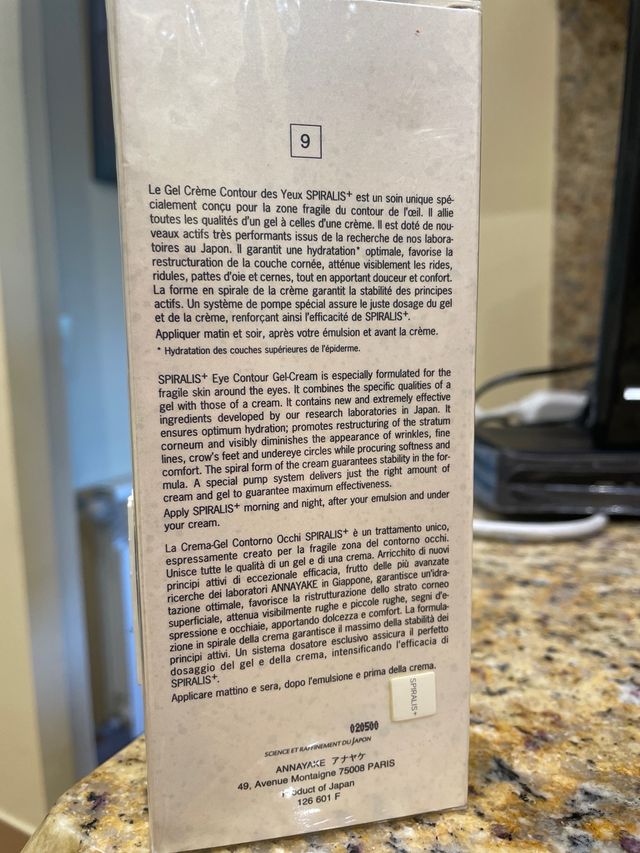 9
Le Gel Crème Contour des Yeux SPIRALIS+ est un soin unique spé-
cialement conçu pour la zone fragile du contour de l'œil. Il allie
toutes les qualités d'un gel à celles d'une crème. Il est doté de nou-
veaux actifs très performants issus de la recherche de nos labora-
toires au Japon. Il garantit une hydratation* optimale, favorise la
restructuration de la couche cornée, atténue visiblement les rides,
ridules, pattes d'oie et cernes, tout en apportant douceur et confort.
La forme en spirale de la crème garantit la stabilité des principes
actifs. Un système de pompe spécial assure le juste dosage du gel
et de la crème, renforçant ainsi l'efficacité de SPIRALIS+.
Appliquer matin et soir, après votre émulsion et avant la crème.
* Hydratation des couches supérieures de l'épiderme.
SPIRALIS+ Eye Contour Gel-Cream is especially formulated for the
fragile skin around the eyes. It combines the specific qualities of a
gel with those of a cream. It contains new and extremely effective
ingredients developed by our research laboratories in Japan. It
ensures optimum hydration; promotes restructuring of the stratum
corneum and visibly diminishes the appearance of wrinkles, fine
lines, crow's feet and undereye circles while procuring softness and
comfort. The spiral form of the cream guarantees stability in the for-
mula. A special pump system delivers just the right amount of
cream and gel to guarantee maximum effectiveness.
Apply SPIRALIS+ morning and night, after your emulsion and under
your cream.
La Crema-Gel Contorno Occhi SPIRALIS+ è un trattamento unico,
espressamente creato per la fragile zona del contorno occhi.
Unisce tutte le qualità di un gel e di una crema. Arricchito di nuovi
principi attivi di eccezionale efficacia, frutto delle più avanzate
ricerche dei laboratori ANNAYAKE in Giappone, garantisce un'idra-
tazione ottimale, favorisce la ristrutturazione dello strato corneo
superficiale, attenua visibilmente rughe e piccole rughe, segni d'e-
spressione e occhiaie, apportando dolcezza e comfort. La formula-
zione in spirale della crema garantisce il massimo della stabilità dei
principi attivi. Un sistema dosatore esclusivo assicura il perfetto
dosaggio del gel e della crema, intensificando l'efficacia di
SPIRALIS+.
Applicare mattino e sera, dopo l'emulsione e prima della crema.
SPIRALIS+
020500
SCIENCE ET RAFFINEMENT DU JAPON
ANNAYAKE アナヤケ
49, Avenue Montaigne 75008 PARIS
Product of Japan
126 601 F